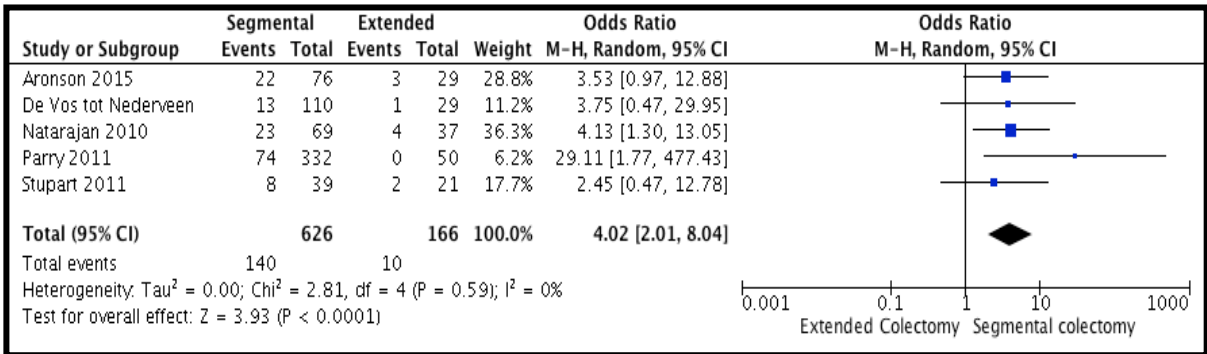 Segmental Extended Odds Ratio Odds Ratio
Study or Subgroup Events Total Events Total Weight M-H, Random, 95% CI M-H, Random, 95% CI
Aronson 2015 22 76 3 29 28.8% 3.53 [0.97, 12.88]
De Vos tot Nederveen 13 110 1 29 11.2% 3.75 [0.47, 29.95]
Natarajan 2010 23 69 4 37 36.3% 4.13 [1.30, 13.05]
Parry 2011 74 332 0 50 6.2% 29.11 [1.77, 477.43]
Stupart 2011 8 39 2 21 17.7% 2.45 [0.47, 12.78]
Total (95% CI) 626 166 100.0% 4.02 [2.01, 8.04]
Total events 140 10
Heterogeneity: Tau² = 0.00; Chi² = 2.81, df = 4 (P = 0.59); I² = 0%
Test for overall effect: Z = 3.93 (P < 0.0001)
0.001 0.1 1 10 1000
Extended Colectomy Segmental colectomy